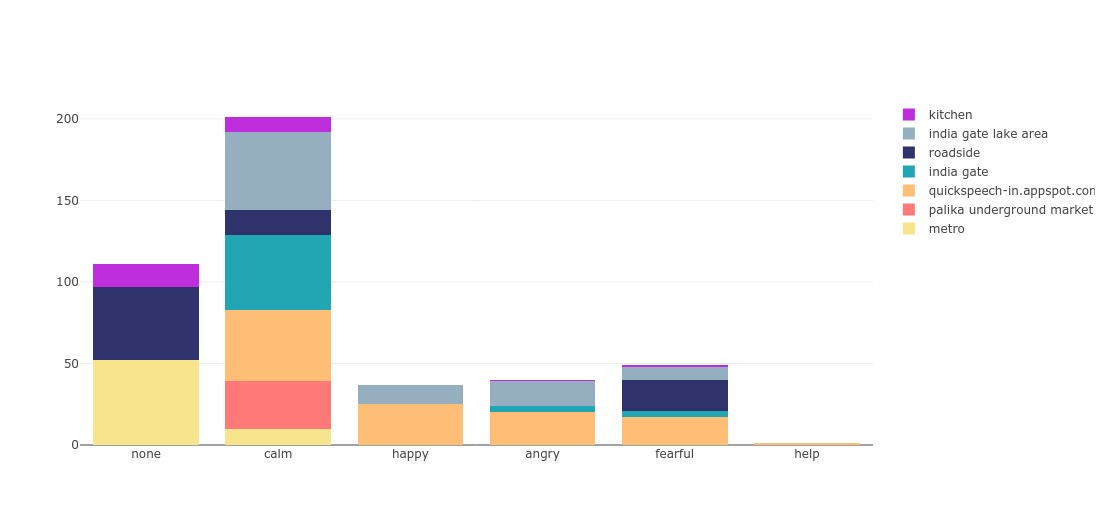 200
150
100
50
0
none calm happy angry fearful help
kitchen
india gate lake area
roadside
india gate
quickspeech-in.appspot.con
palika underground market
metro